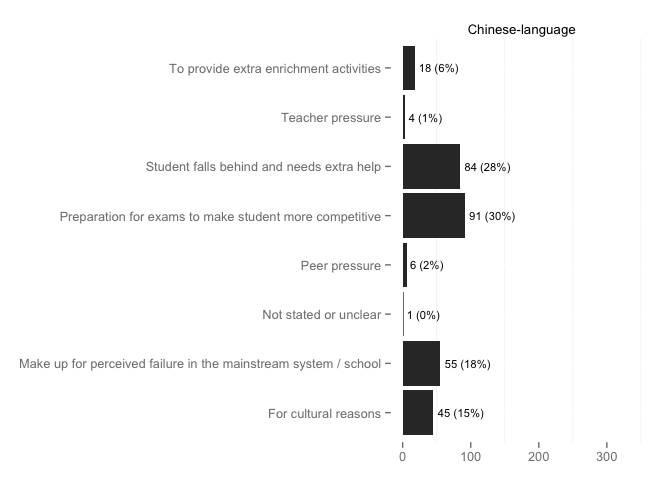 Chinese-language
To provide extra enrichment activities 18 (6%)
Teacher pressure 4 (1%)
Student falls behind and needs extra help 84 (28%)
Preparation for exams to make student more competitive 91 (30%)
Peer pressure 6 (2%)
Not stated or unclear 1 (0%)
Make up for perceived failure in the mainstream system / school 55 (18%)
For cultural reasons 45 (15%)
0 100 200 300